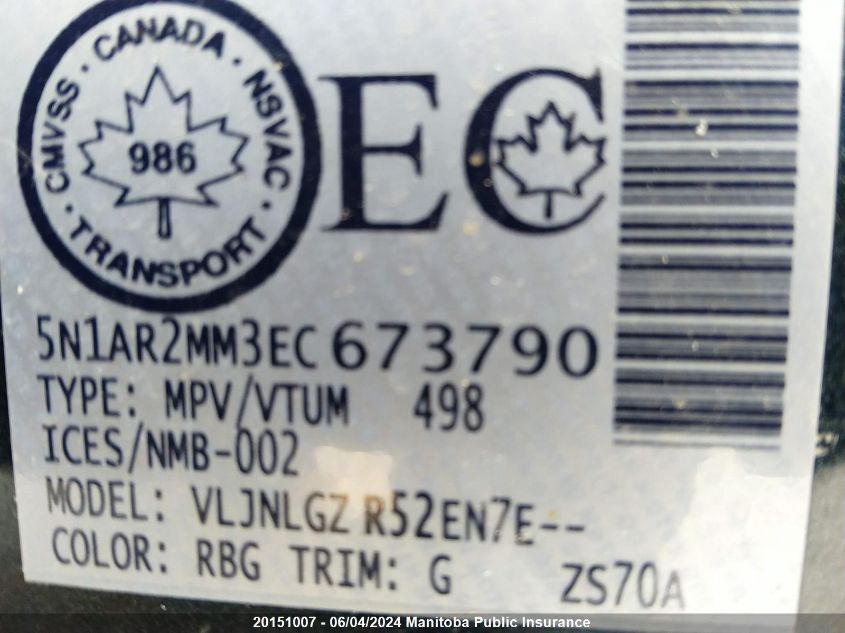 CMVSS · CANADA · NSVAC · TRANSPORT ·
986
EC
5N1AR2MM3EC673790
TYPE: MPV/VTUM 498
ICES/NMB-002
MODEL: VLJNLGZ R52EN7E--
COLOR: RBG TRIM: G ZS70A
20151007 - 06/04/2024 Manitoba Public Insurance